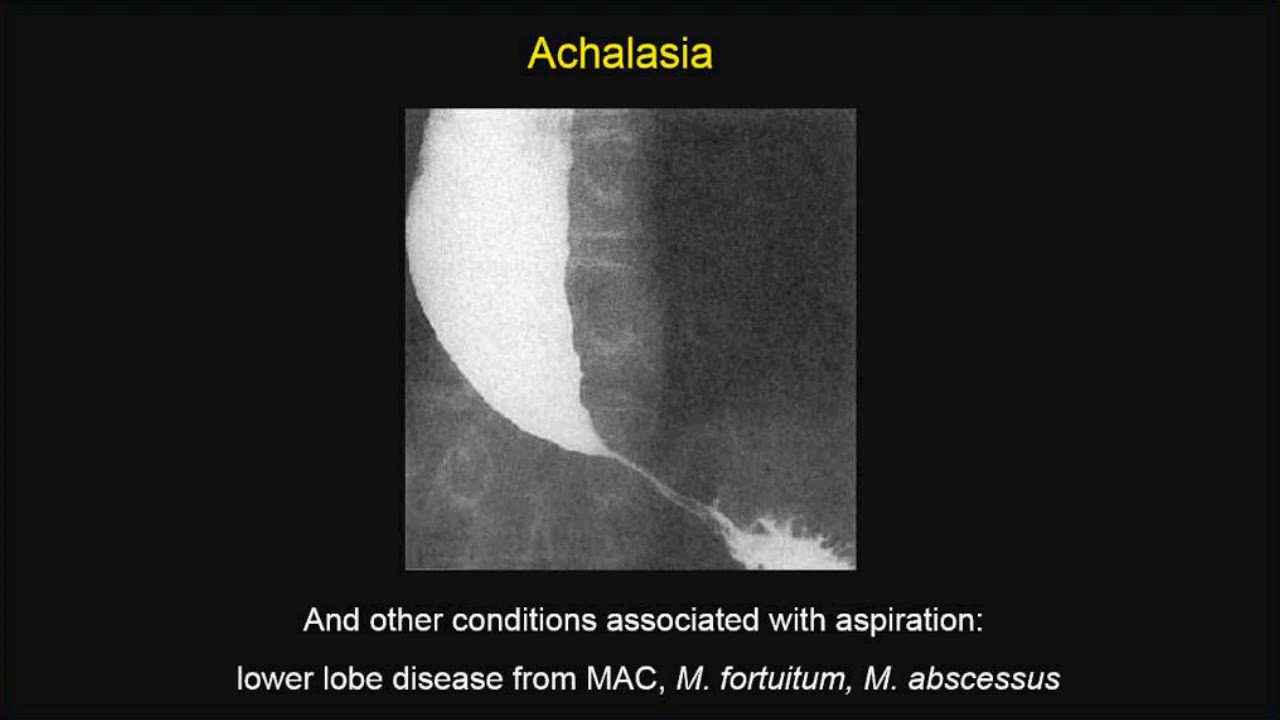 Achalasia
And other conditions associated with aspiration:
lower lobe disease from MAC, M. fortuitum, M. abscessus